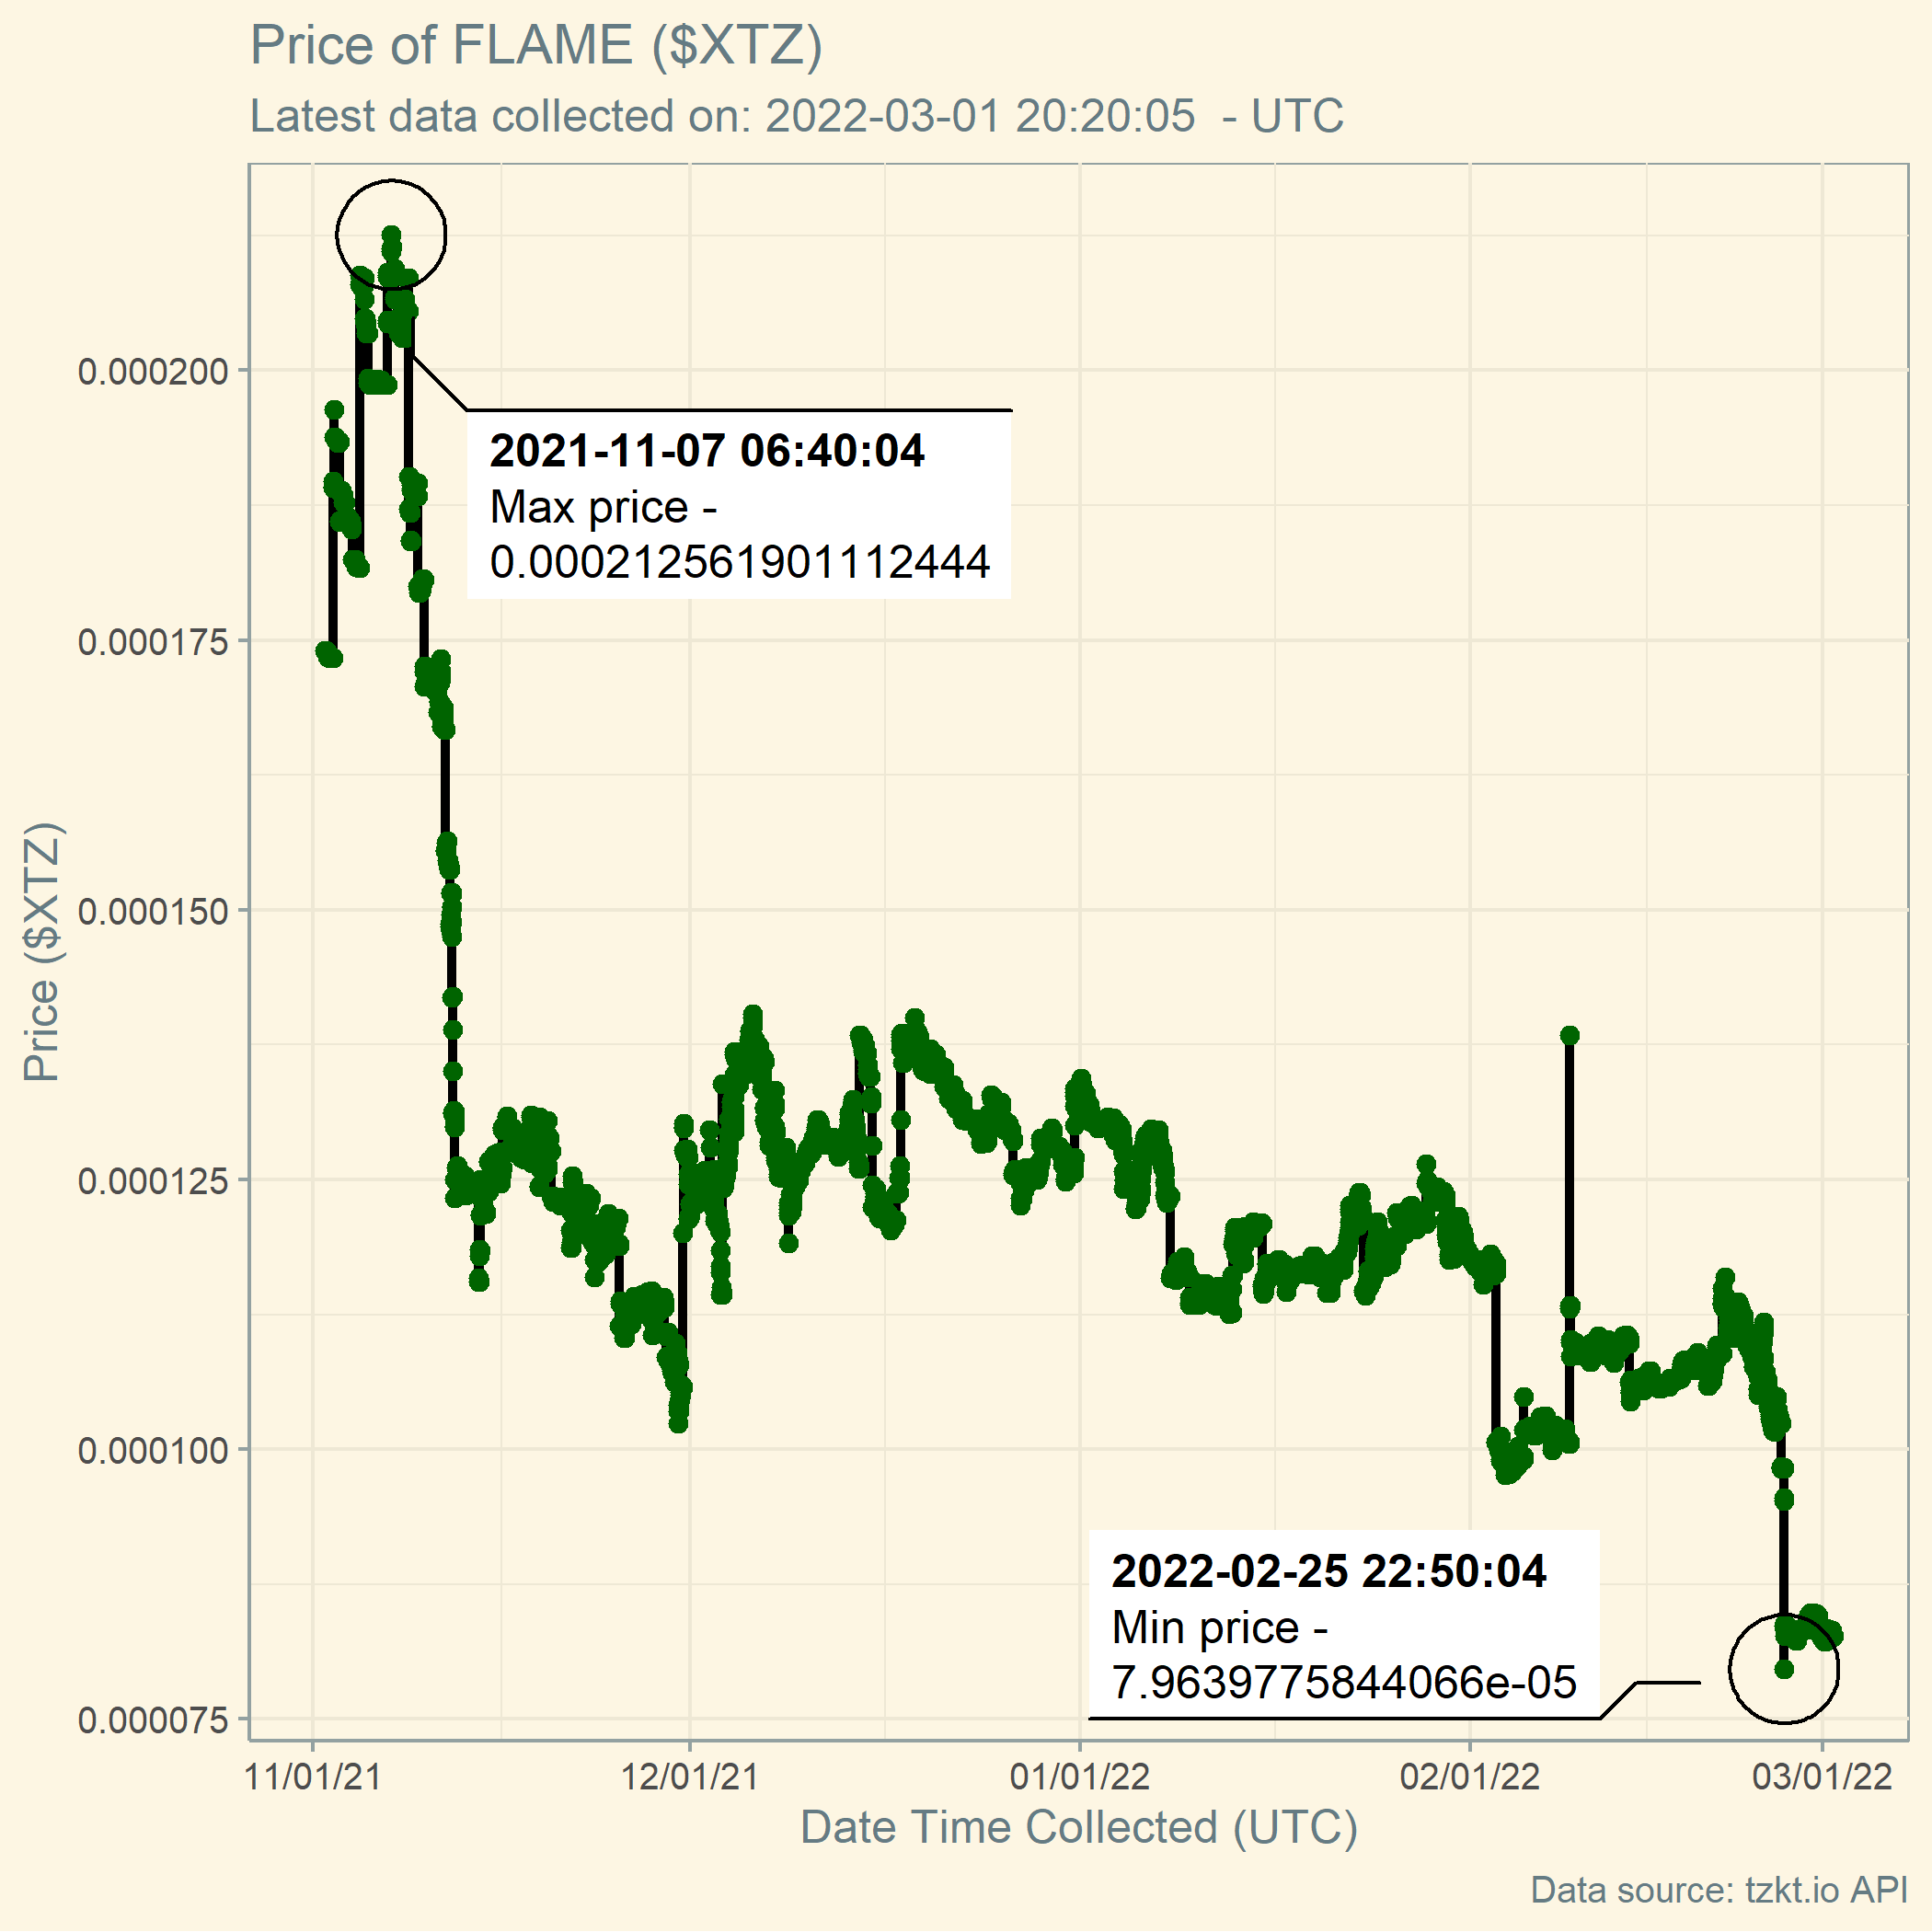 Price of FLAME ($XTZ)
Latest data collected on: 2022-03-01 20:20:05  - UTC
Price ($XTZ)
0.000200
0.000175
0.000150
0.000125
0.000100
0.000075
2021-11-07 06:40:04
Max price -
0.000212561901112444
2022-02-25 22:50:04
Min price -
7.9639775844066e-05
11/01/21
12/01/21
01/01/22
02/01/22
03/01/22
Date Time Collected (UTC)
Data source: tzkt.io API